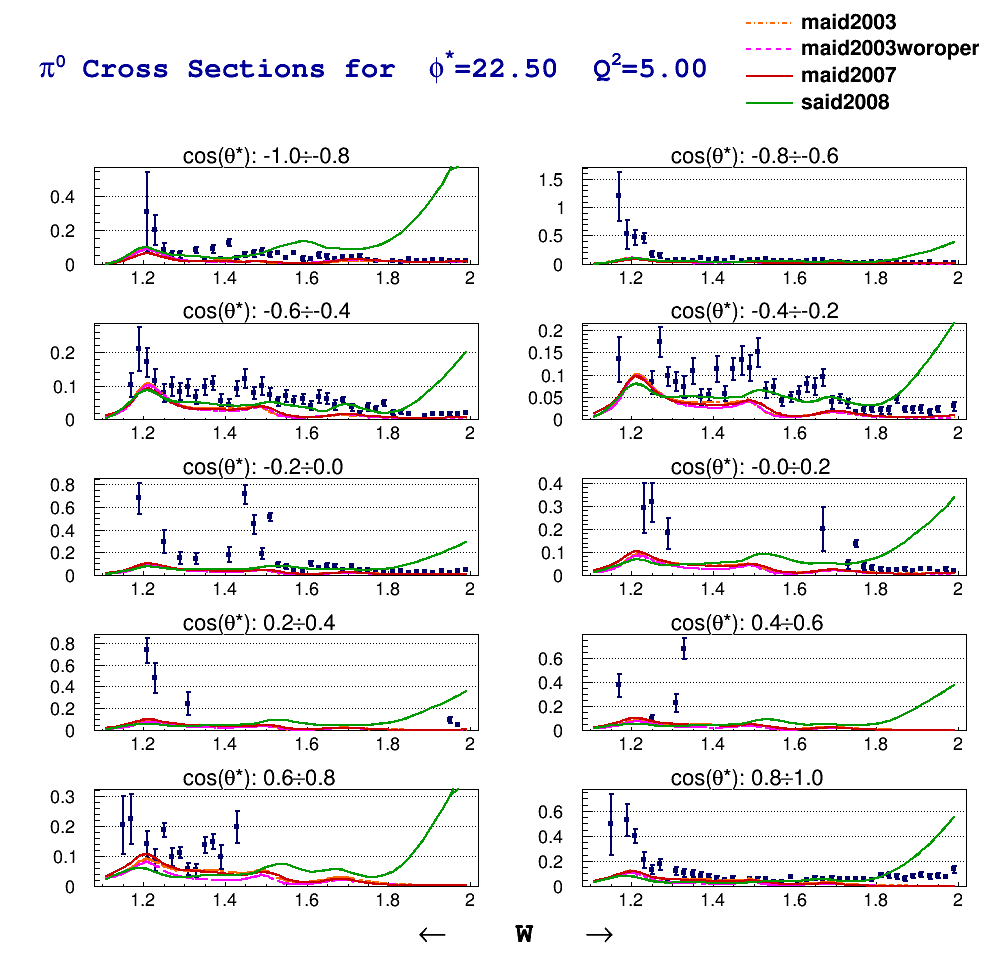 maid2003
maid2003woroper
maid2007
said2008
π⁰ Cross Sections for ϕ*=22.50 Q²=5.00
cos(θ*): -1.0÷-0.8
0.4
0.2
0
1.2 1.4 1.6 1.8 2
cos(θ*): -0.8÷-0.6
1.5
1
0.5
0
1.2 1.4 1.6 1.8 2
cos(θ*): -0.6÷-0.4
0.2
0.1
0
1.2 1.4 1.6 1.8 2
cos(θ*): -0.4÷-0.2
0.2
0.15
0.1
0.05
0
1.2 1.4 1.6 1.8 2
cos(θ*): -0.2÷0.0
0.8
0.6
0.4
0.2
0
1.2 1.4 1.6 1.8 2
cos(θ*): -0.0÷0.2
0.4
0.3
0.2
0.1
0
1.2 1.4 1.6 1.8 2
cos(θ*): 0.2÷0.4
0.8
0.6
0.4
0.2
0
1.2 1.4 1.6 1.8 2
cos(θ*): 0.4÷0.6
0.6
0.4
0.2
0
1.2 1.4 1.6 1.8 2
cos(θ*): 0.6÷0.8
0.3
0.2
0.1
0
1.2 1.4 1.6 1.8 2
cos(θ*): 0.8÷1.0
0.6
0.4
0.2
0
1.2 1.4 1.6 1.8 2
← W →